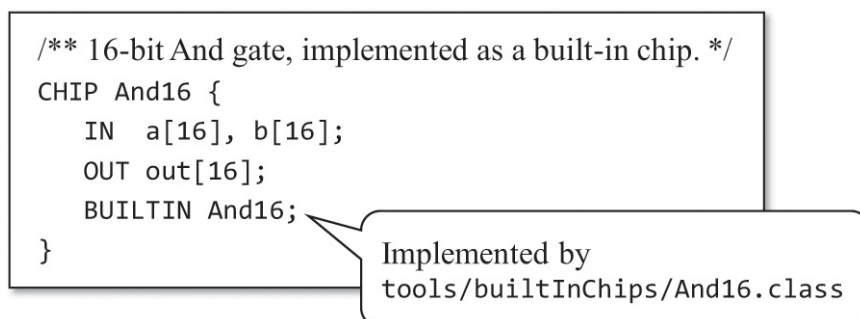 /** 16-bit And gate, implemented as a built-in chip. */
CHIP And16 {
IN a[16], b[16];
OUT out[16];
BUILTIN And16;
}
Implemented by
tools/builtInChips/And16.class